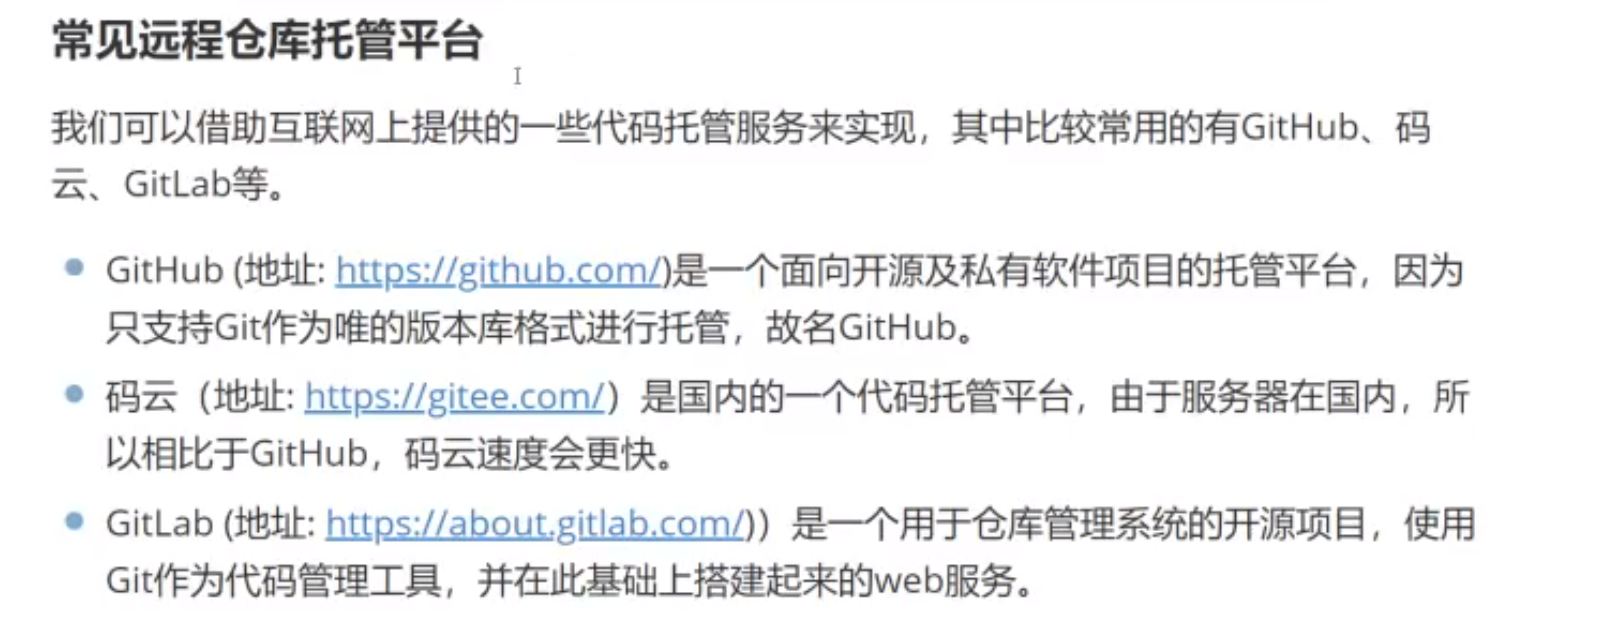 常见远程仓库托管平台
我们可以借助互联网上提供的一些代码托管服务来实现，其中比较常用的有GitHub、码
云、GitLab等。
GitHub (地址: https://github.com/)是一个面向开源及私有软件项目的托管平台，因为
只支持Git作为唯的版本库格式进行托管，故名GitHub。
码云（地址: https://gitee.com/）是国内的一个代码托管平台，由于服务器在国内，所
以相比于GitHub，码云速度会更快。
GitLab (地址: https://about.gitlab.com/)）是一个用于仓库管理系统的开源项目，使用
Git作为代码管理工具，并在此基础上搭建起来的web服务。